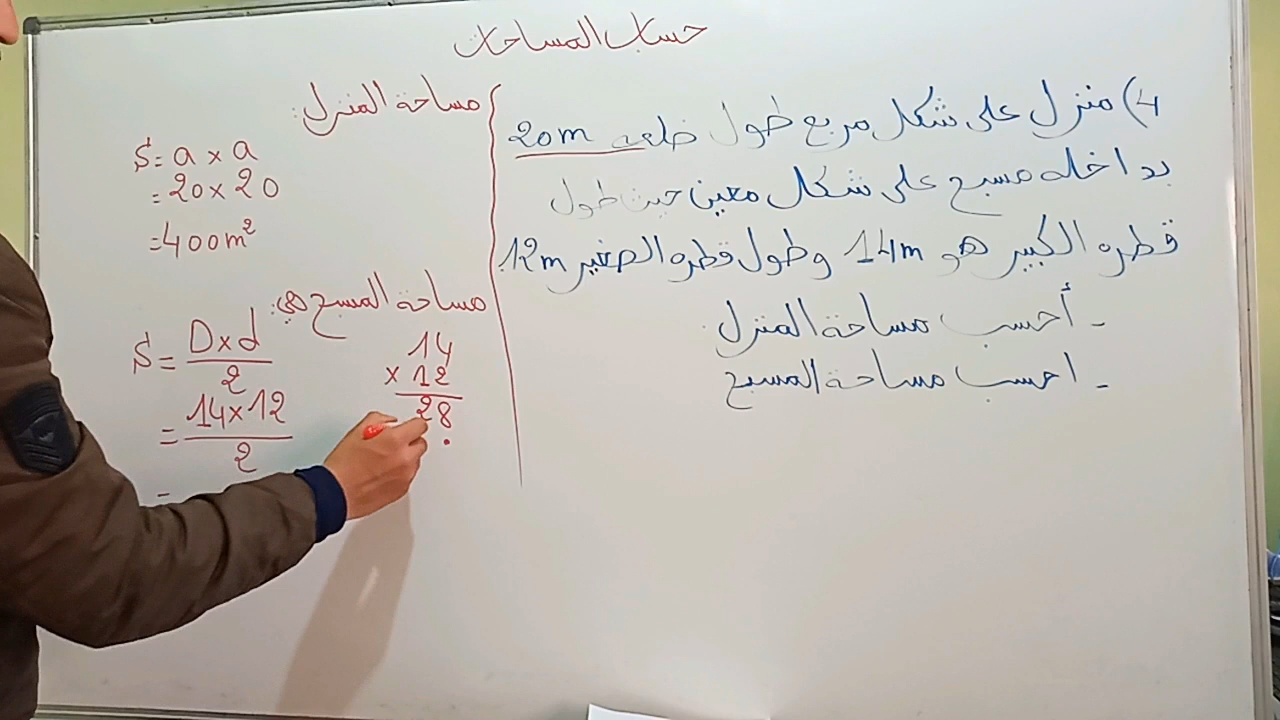 حساب المساحات
4) منزل على شكل مربع طول ضلعه 20m
بداخله مسبح على شكل معين حيث طول
قطره الكبير هو 14m وطول قطره الصغير 12m
- أحسب مساحة المنزل
- احسب مساحة المسبح
مساحة المنزل:
S = a × a
= 20 × 20
= 400m²
مساحة المسبح هي:
S = D×d/2
= 14×12/2
=
14
× 12
28
.